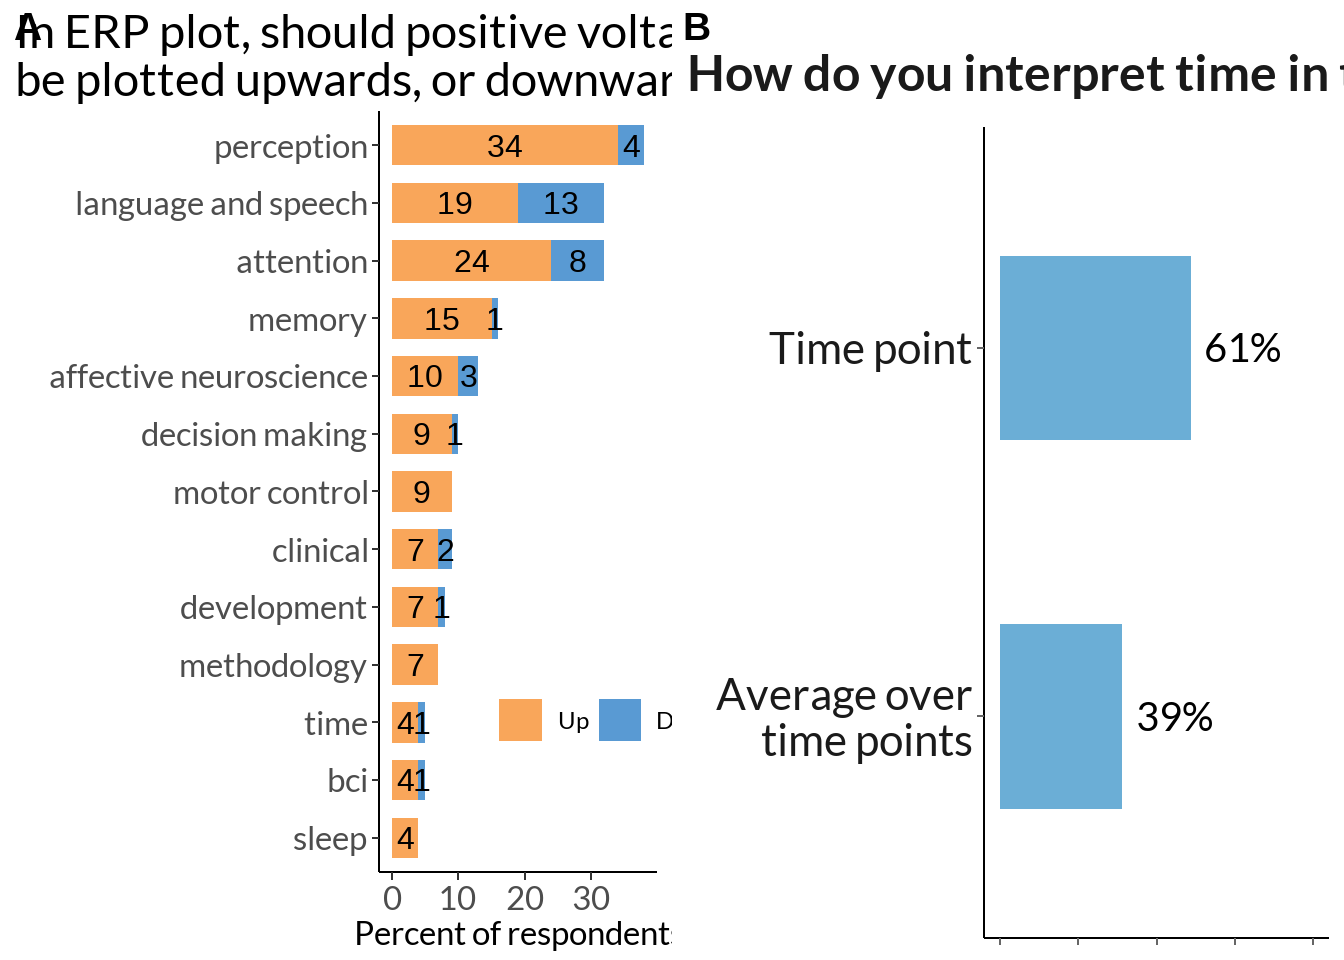 A
In ERP plot, should positive volta
be plotted upwards, or downwar
perception 34 4
language and speech 19 13
attention 24 8
memory 15 1
affective neuroscience 10 3
decision making 9 1
motor control 9
clinical 7 2
development 7 1
methodology 7
time 4 1
Up D
bci 4 1
sleep 4
0 10 20 30
Percent of respondents
B
How do you interpret time in t
Time point 61%
Average over
time points
39%